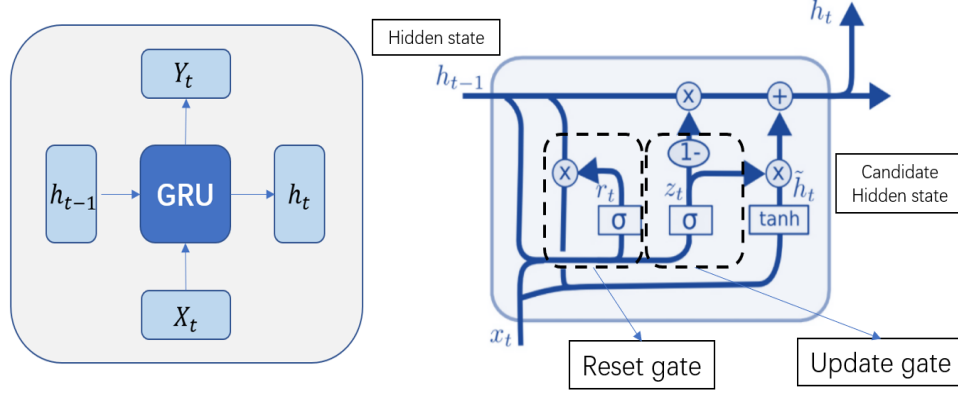 Y_t
h_{t-1}
GRU
h_t
X_t
Hidden state
h_{t-1}
h_t
x
+
1-
x
r_t
z_t
x
h̃_t
σ
σ
tanh
x_t
Candidate
Hidden state
Reset gate
Update gate